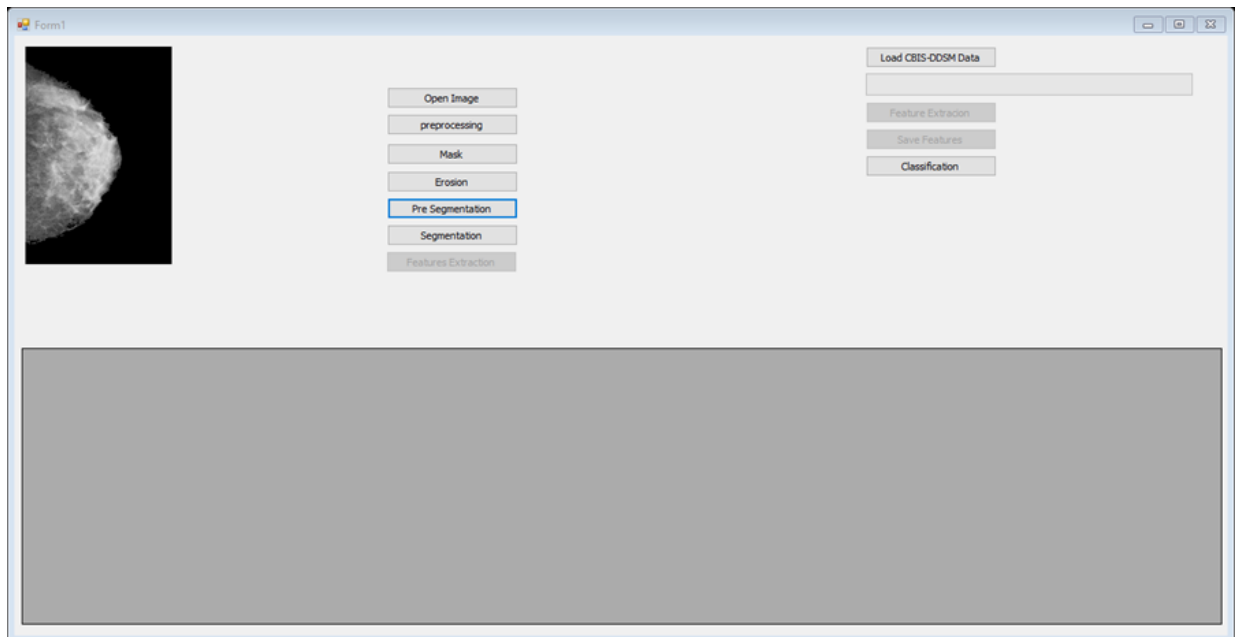 Form1
Open Image
preprocessing
Mask
Erosion
Pre Segmentation
Segmentation
Features Extraction
Load CBIS-DDSM Data
Feature Extracion
Save Features
Classification